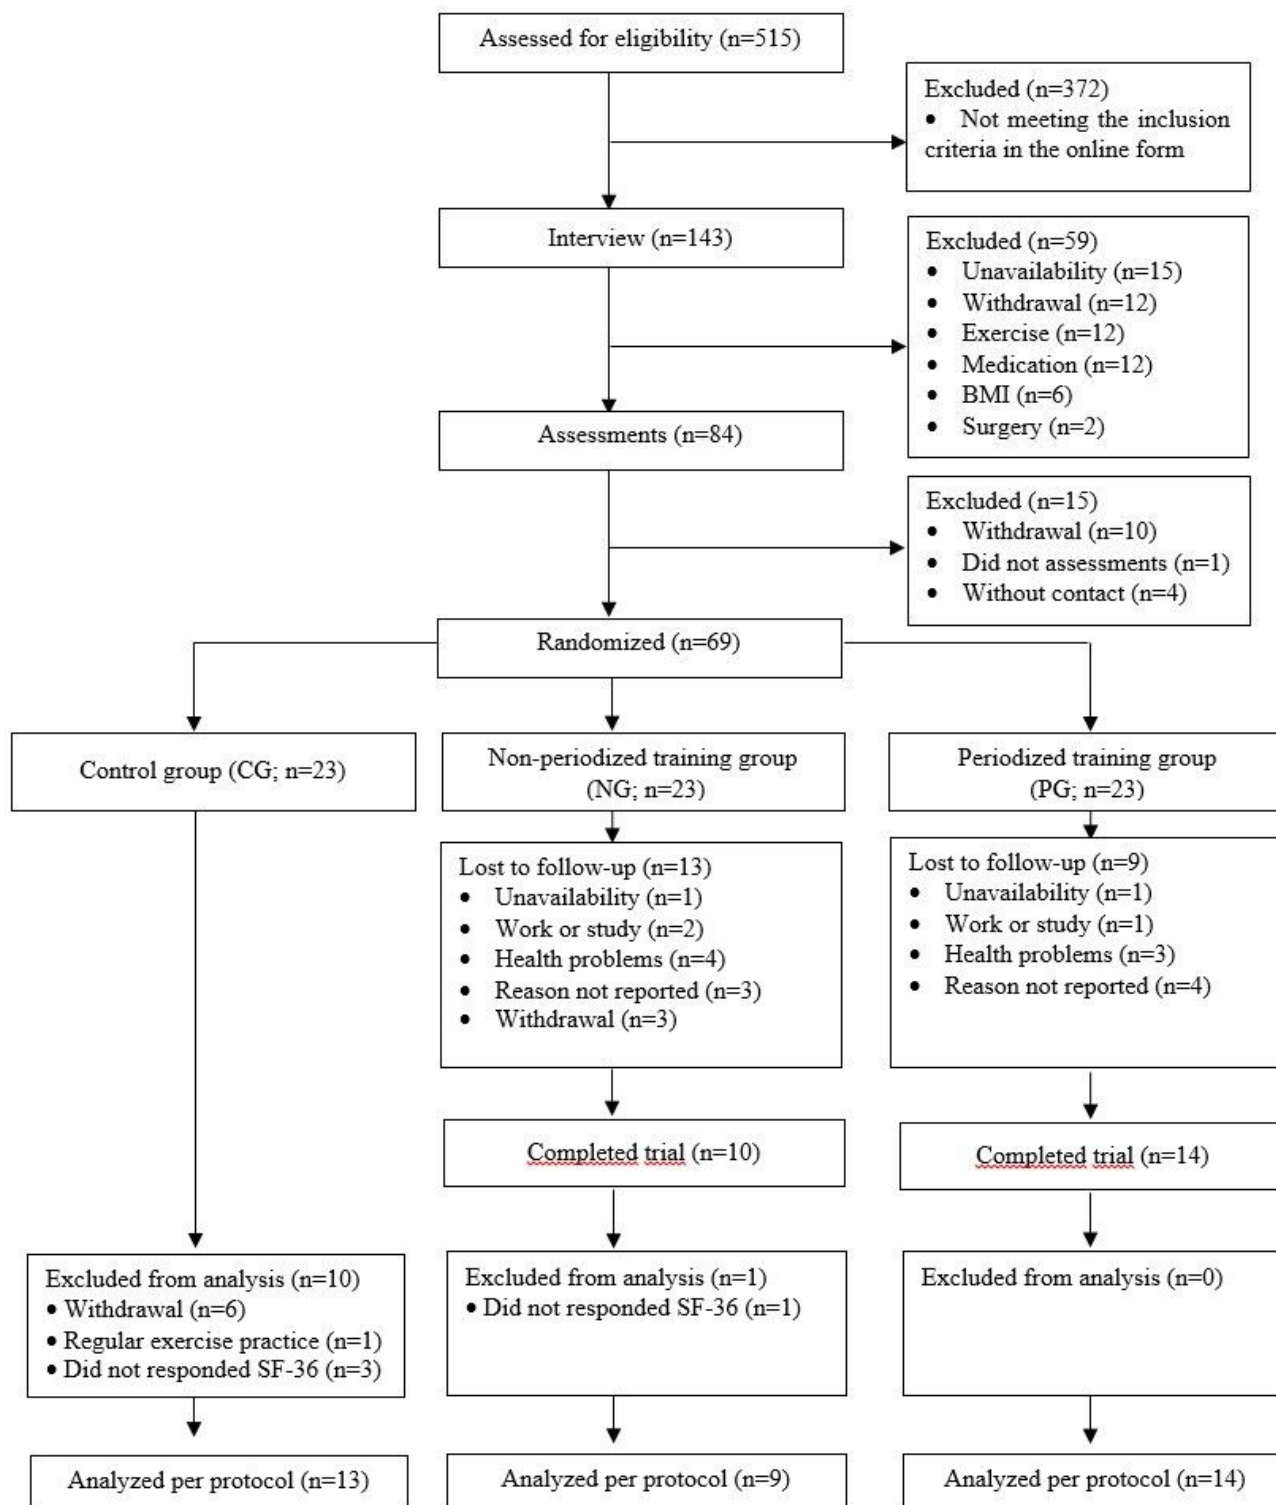 Assessed for eligibility (n=515)
Excluded (n=372)
• Not meeting the inclusion
criteria in the online form
Interview (n=143)
Excluded (n=59)
• Unavailability (n=15)
• Withdrawal (n=12)
• Exercise (n=12)
• Medication (n=12)
• BMI (n=6)
• Surgery (n=2)
Assessments (n=84)
Excluded (n=15)
• Withdrawal (n=10)
• Did not assessments (n=1)
• Without contact (n=4)
Randomized (n=69)
Control group (CG; n=23)
Non-periodized training group
(NG; n=23)
Periodized training group
(PG; n=23)
Lost to follow-up (n=13)
• Unavailability (n=1)
• Work or study (n=2)
• Health problems (n=4)
• Reason not reported (n=3)
• Withdrawal (n=3)
Lost to follow-up (n=9)
• Unavailability (n=1)
• Work or study (n=1)
• Health problems (n=3)
• Reason not reported (n=4)
Completed trial (n=10)
Completed trial (n=14)
Excluded from analysis (n=10)
• Withdrawal (n=6)
• Regular exercise practice (n=1)
• Did not responded SF-36 (n=3)
Excluded from analysis (n=1)
• Did not responded SF-36 (n=1)
Excluded from analysis (n=0)
Analyzed per protocol (n=13)
Analyzed per protocol (n=9)
Analyzed per protocol (n=14)